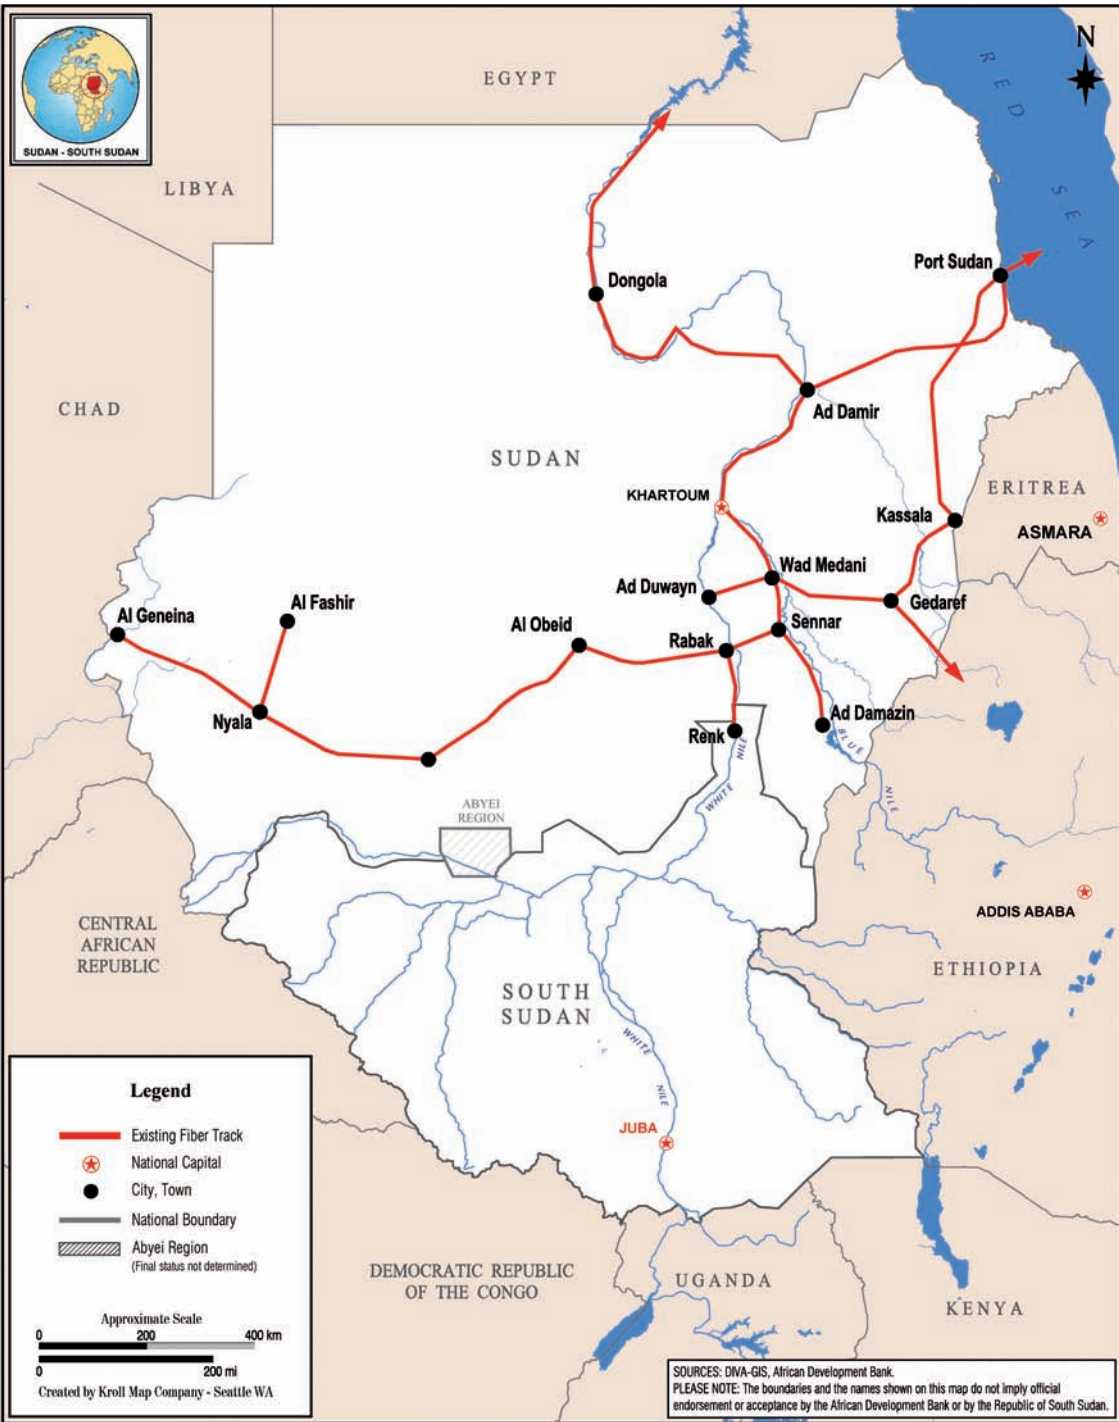 SUDAN - SOUTH SUDAN
N
EGYPT
RED SEA
LIBYA
Port Sudan
Dongola
CHAD
Ad Damir
SUDAN
KHARTOUM
ERITREA
Kassala
ASMARA
Wad Medani
Ad Duwayn
Al Geneina
Al Fashir
Gedaref
Al Obeid
Sennar
Rabak
Nyala
Ad Damazin
Renk
BLUE
NILE
NILE
WHITE
ABYEI
REGION
ADDIS ABABA
CENTRAL
AFRICAN
REPUBLIC
ETHIOPIA
SOUTH
SUDAN
WHITE
NILE
JUBA
Legend
Existing Fiber Track
National Capital
City, Town
National Boundary
Abyei Region
(Final status not determined)
Approximate Scale
0 200 400 km
0 200 mi
Created by Kroll Map Company - Seattle WA
DEMOCRATIC REPUBLIC
OF THE CONGO
UGANDA
KENYA
SOURCES: DIVA-GIS, African Development Bank.
PLEASE NOTE: The boundaries and the names shown on this map do not imply official
endorsement or acceptance by the African Development Bank or by the Republic of South Sudan.